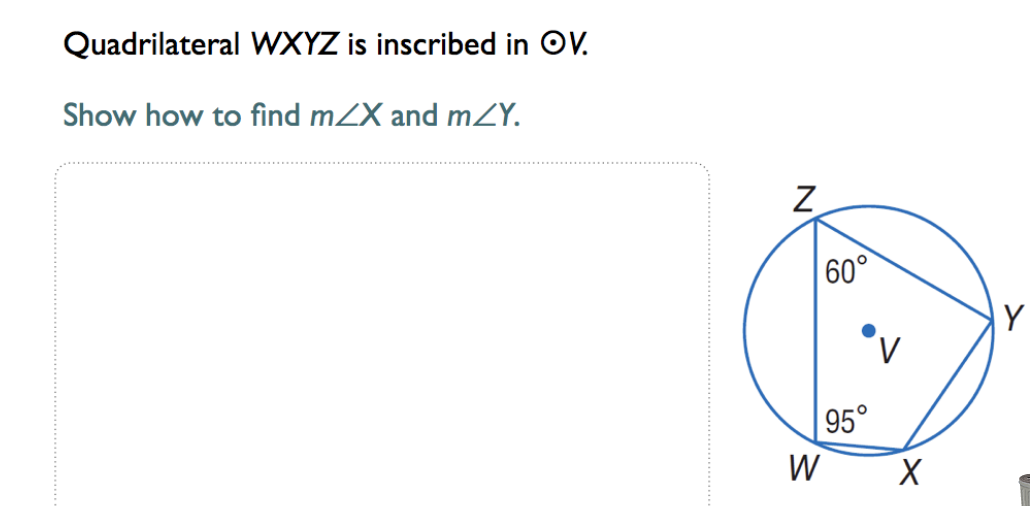 Quadrilateral WXYZ is inscribed in ⊙V.
Show how to find m∠X and m∠Y.
Z
60°
Y
V
95°
W
X